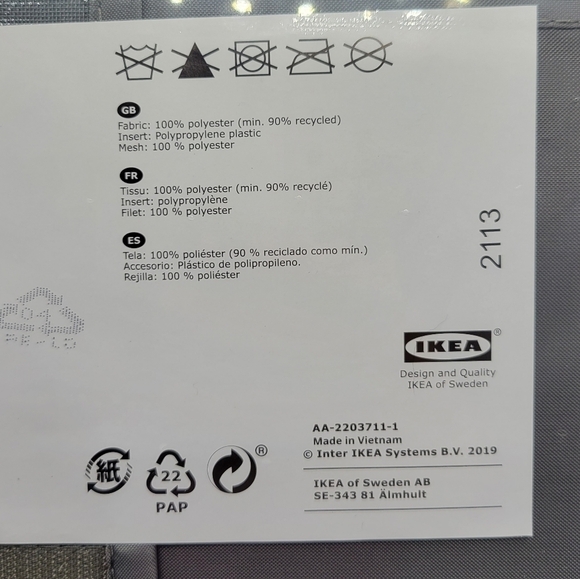 GB
Fabric: 100% polyester (min. 90% recycled)
Insert: Polypropylene plastic
Mesh: 100 % polyester
FR
Tissu: 100% polyester (min. 90% recyclé)
Insert: polypropylène
Filet: 100 % polyester
ES
Tela: 100% poliéster (90 % reciclado como mín.)
Accesorio: Plástico de polipropileno.
Rejilla: 100 % poliéster
2113
04
PE-LD
IKEA®
Design and Quality
IKEA of Sweden
AA-2203711-1
Made in Vietnam
© Inter IKEA Systems B.V. 2019
IKEA of Sweden AB
SE-343 81 Älmhult
紙
22
PAP
®